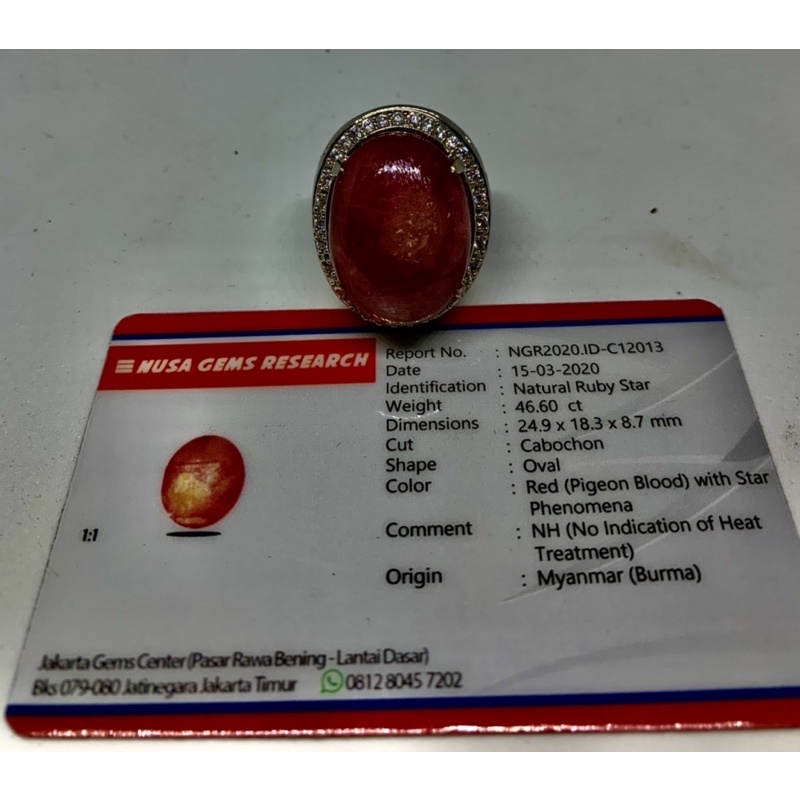 NUSA GEMS RESEARCH
Report No. : NGR2020.ID-C12013
Date : 15-03-2020
Identification : Natural Ruby Star
Weight : 46.60 ct
Dimensions : 24.9 x 18.3 x 8.7 mm
Cut : Cabochon
Shape : Oval
Color : Red (Pigeon Blood) with Star
Phenomena
Comment : NH (No Indication of Heat
Treatment)
Origin : Myanmar (Burma)
1:1
Jakarta Gems Center (Pasar Rawa Bening - Lantai Dasar)
Bks 079-080 Jatinegara Jakarta Timur 0812 8045 7202